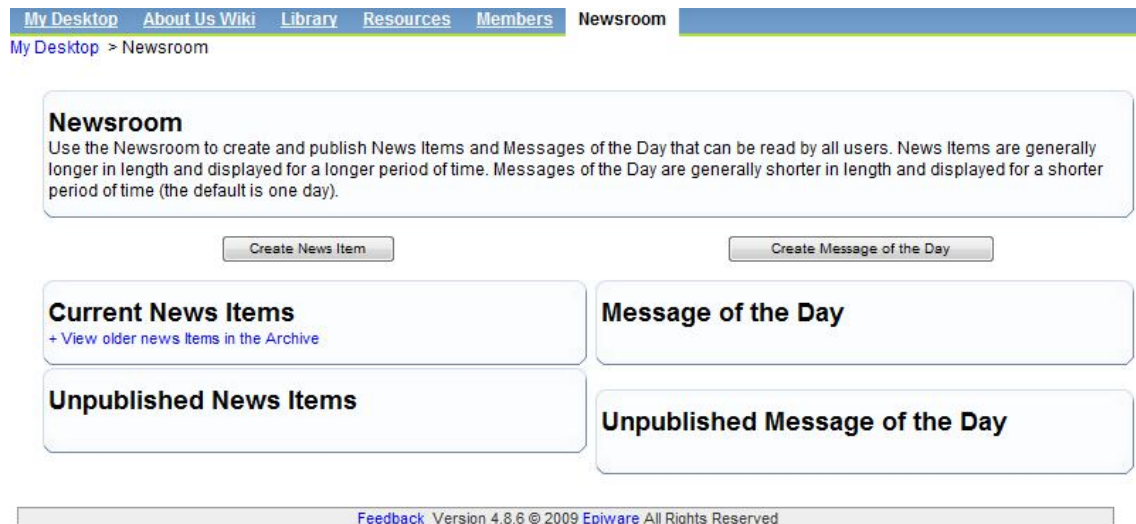 My Desktop About Us Wiki Library Resources Members Newsroom
My Desktop > Newsroom
Newsroom
Use the Newsroom to create and publish News Items and Messages of the Day that can be read by all users. News Items are generally
longer in length and displayed for a longer period of time. Messages of the Day are generally shorter in length and displayed for a shorter
period of time (the default is one day).
Create News Item
Create Message of the Day
Current News Items
+ View older news Items in the Archive
Message of the Day
Unpublished News Items
Unpublished Message of the Day
Feedback Version 4.8.6 © 2009 Epiware All Rights Reserved